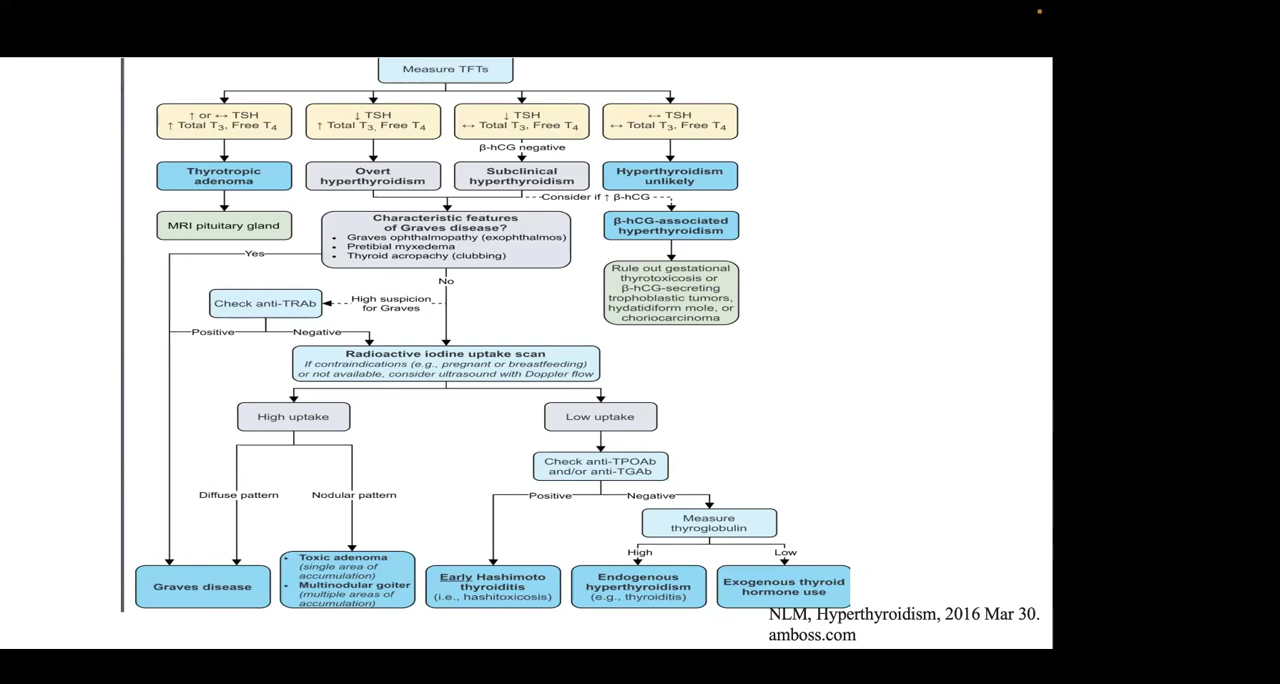 Measure TFTs
↑ or ↔ TSH
↑ Total T3, Free T4
↓ TSH
↑ Total T3, Free T4
↓ TSH
↔ Total T3, Free T4
↔ TSH
↔ Total T3, Free T4
β-hCG negative
Thyrotropic
adenoma
Overt
hyperthyroidism
Subclinical
hyperthyroidism
Hyperthyroidism
unlikely
Consider if ↑ β-hCG
MRI pituitary gland
Characteristic features
of Graves disease?
• Graves ophthalmopathy (exophthalmos)
• Pretibial myxedema
• Thyroid acropachy (clubbing)
β-hCG-associated
hyperthyroidism
Yes
No
Rule out gestational
thyrotoxicosis or
β-hCG-secreting
trophoblastic tumors,
hydatidiform mole, or
choriocarcinoma
Check anti-TRAb
High suspicion
for Graves
Positive
Negative
Radioactive iodine uptake scan
If contraindications (e.g., pregnant or breastfeeding)
or not available, consider ultrasound with Doppler flow
High uptake
Low uptake
Check anti-TPOAb
and/or anti-TGAb
Diffuse pattern
Nodular pattern
Positive
Negative
Measure
thyroglobulin
High
Low
Graves disease
• Toxic adenoma
(single area of
accumulation)
• Multinodular goiter
(multiple areas of
accumulation)
Early Hashimoto
thyroiditis
(i.e., hashitoxicosis)
Endogenous
hyperthyroidism
(e.g., thyroiditis)
Exogenous thyroid
hormone use
NLM, Hyperthyroidism, 2016 Mar 30.
amboss.com